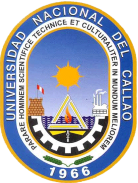 UNIVERSIDAD NACIONAL DEL CALLAO
PARARE HOMINEM SCIENTIFICE TECHNICE ET CULTURALITER IN MUNDUM MELIOREM
1966